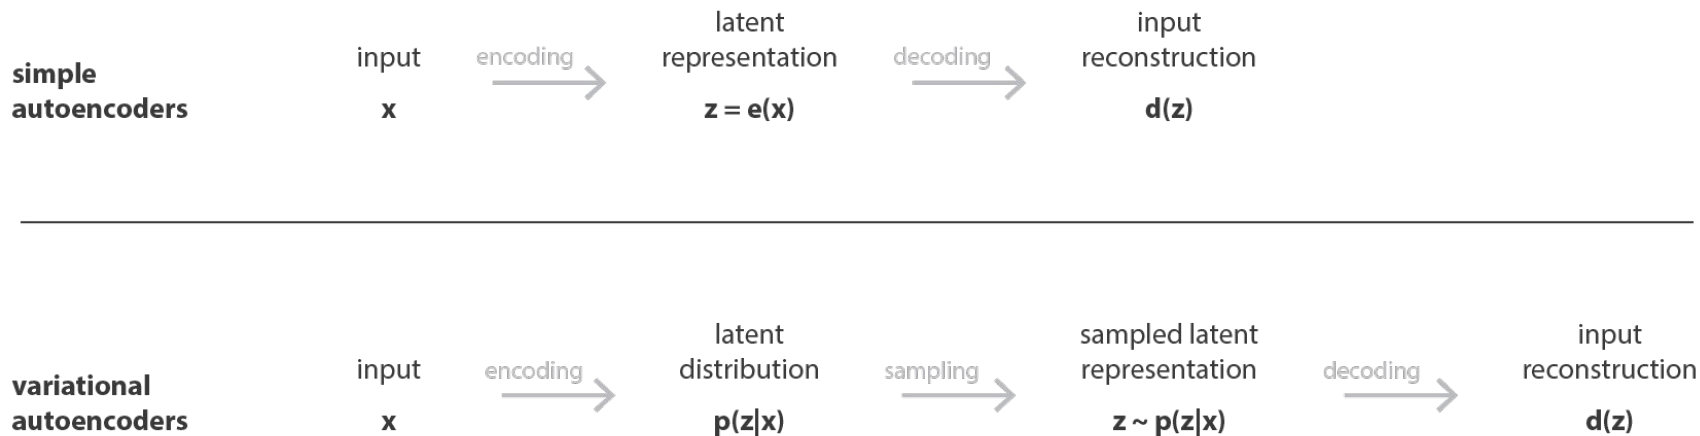 simple
autoencoders
input
x
encoding
latent
representation
z = e(x)
decoding
input
reconstruction
d(z)
variational
autoencoders
input
x
encoding
latent
distribution
p(z|x)
sampling
sampled latent
representation
z ~ p(z|x)
decoding
input
reconstruction
d(z)